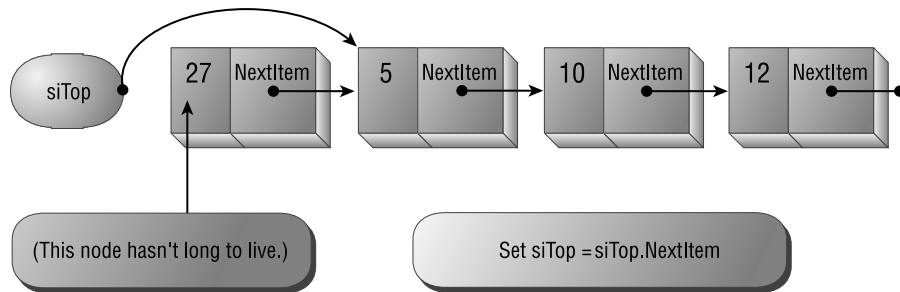 siTop
27 NextItem
5 NextItem
10 NextItem
12 NextItem
(This node hasn't long to live.)
Set siTop = siTop.NextItem